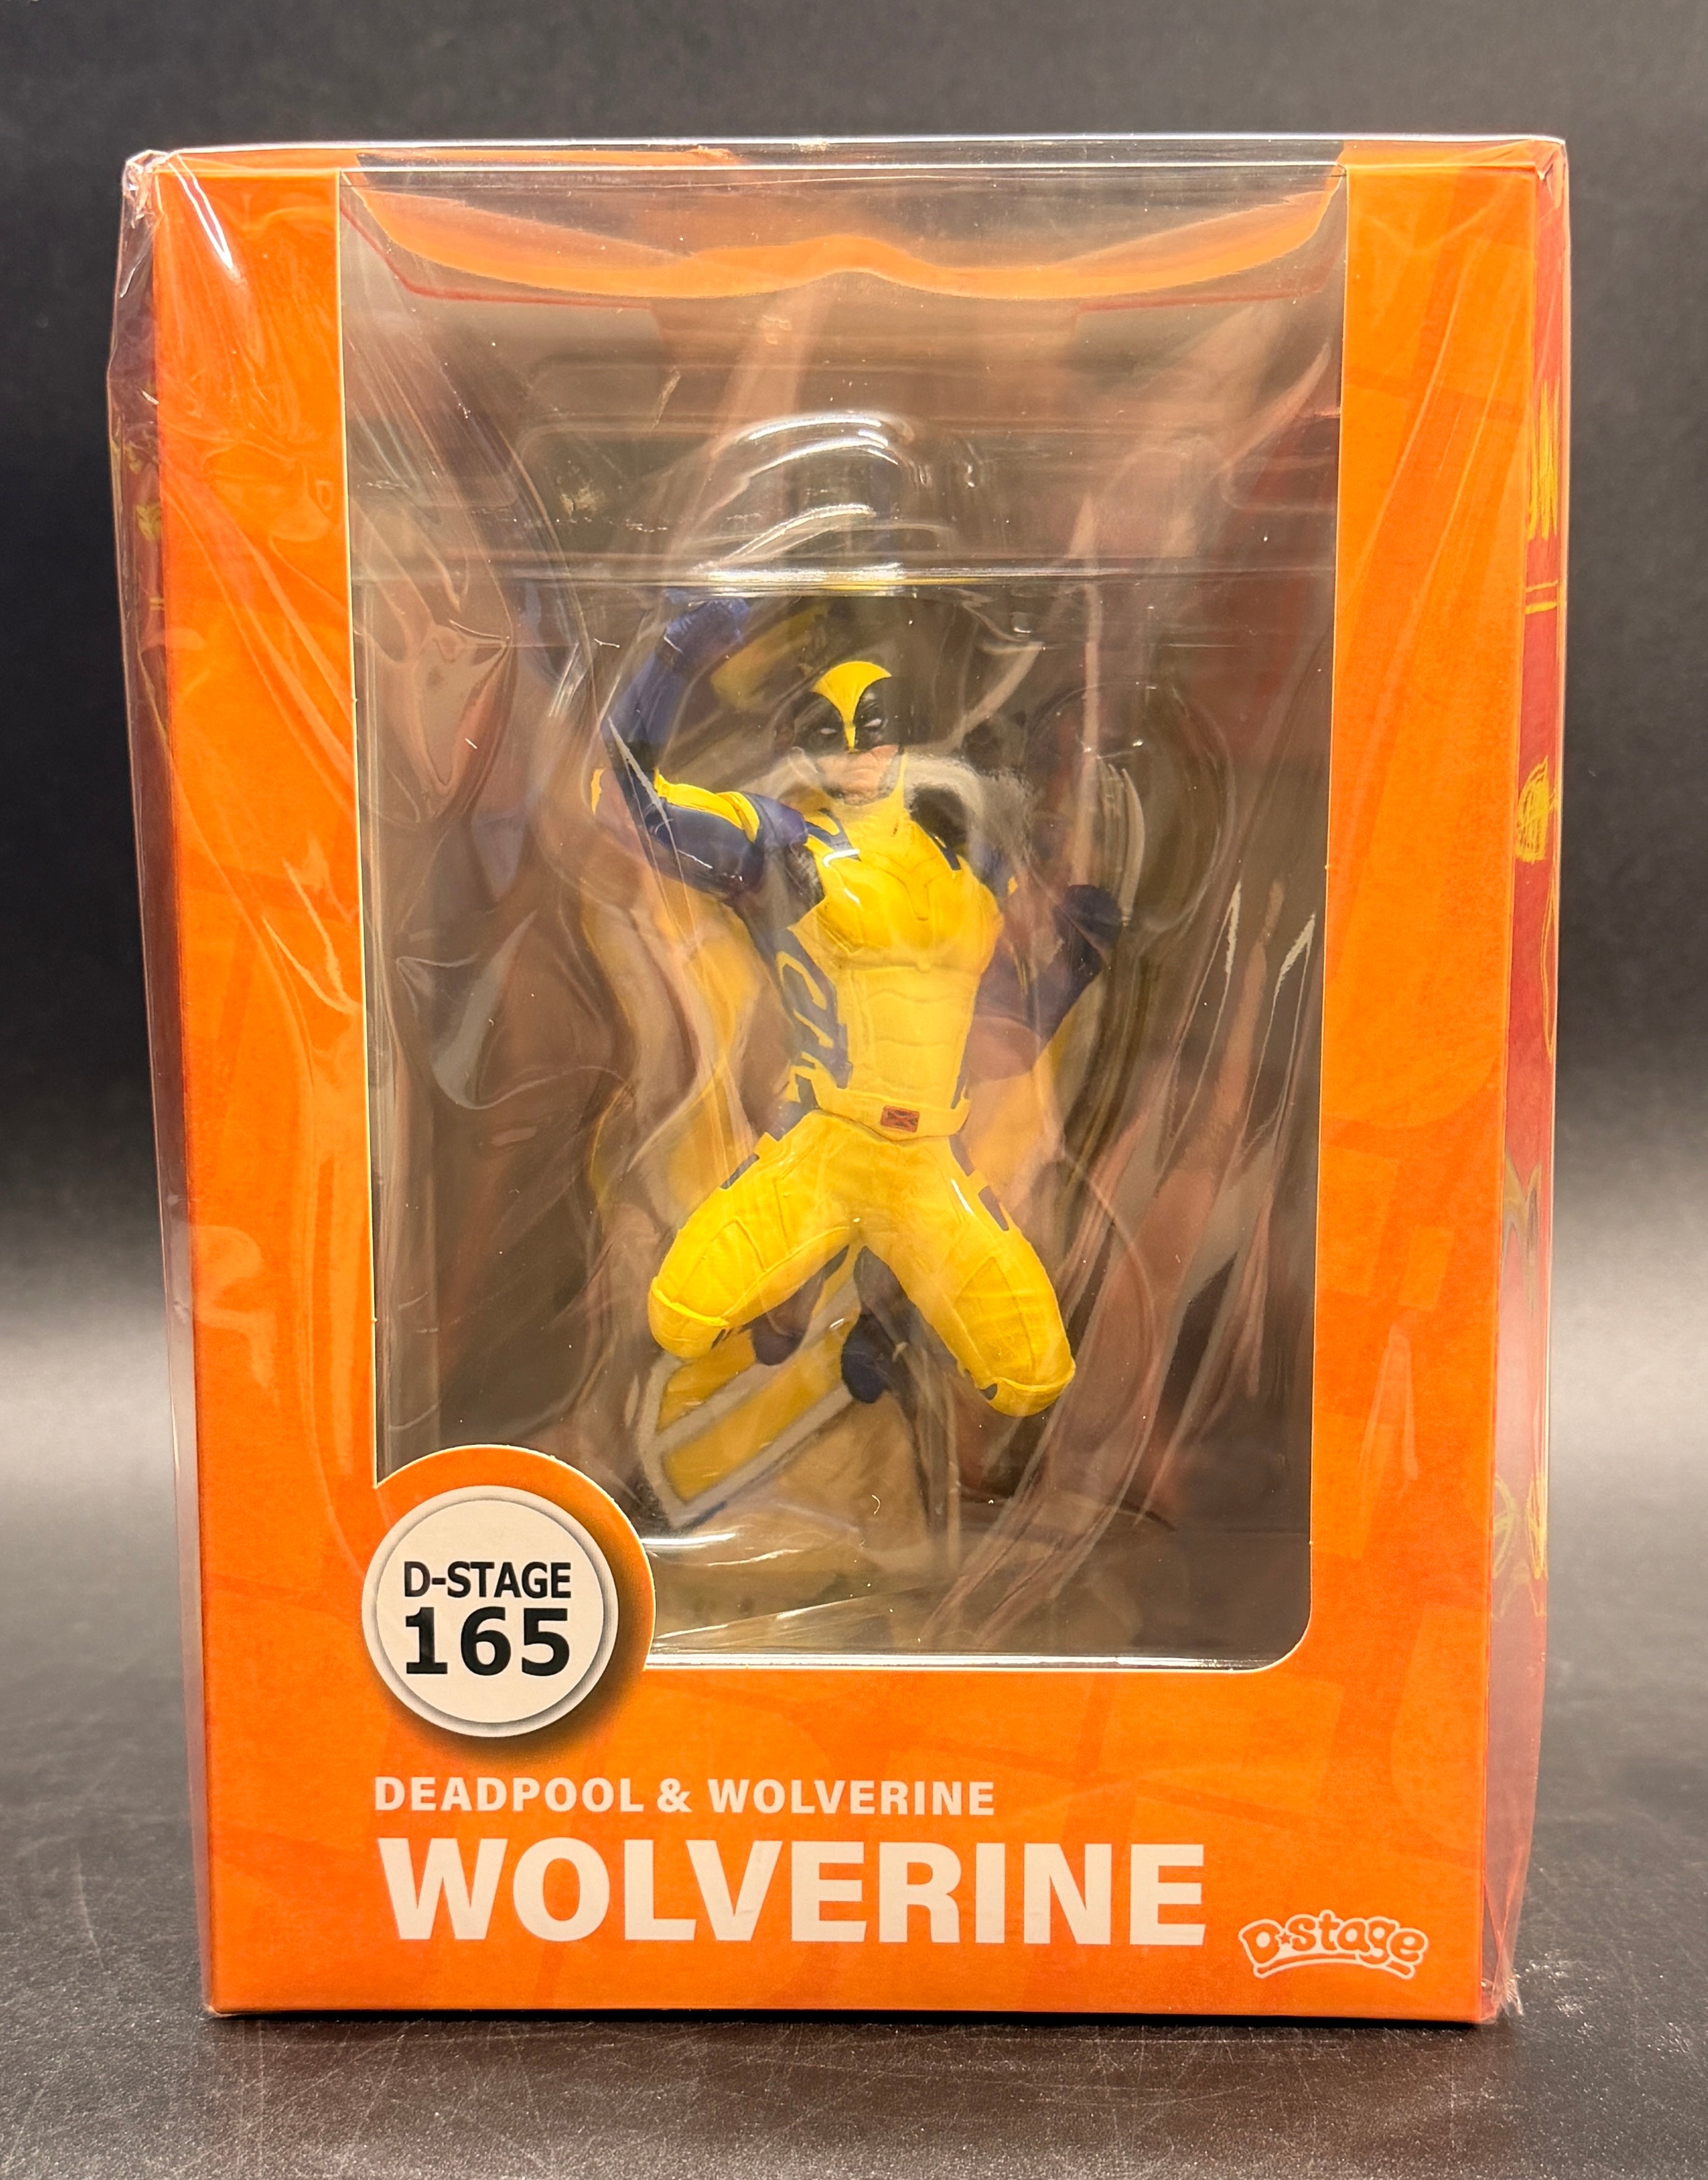 D-STAGE
165
DEADPOOL & WOLVERINE
WOLVERINE
D-Stage